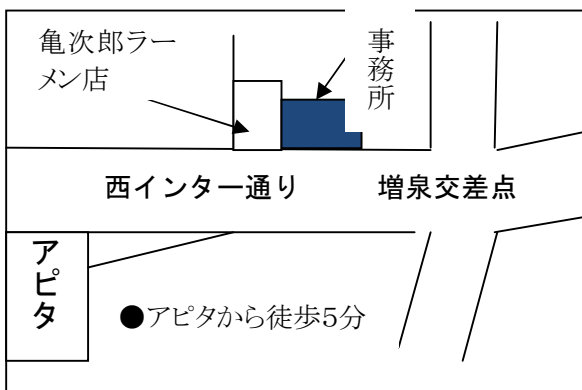 亀次郎ラー
メン店
事務所
西インター通り
増泉交差点
アピタ
●アピタから徒歩5分